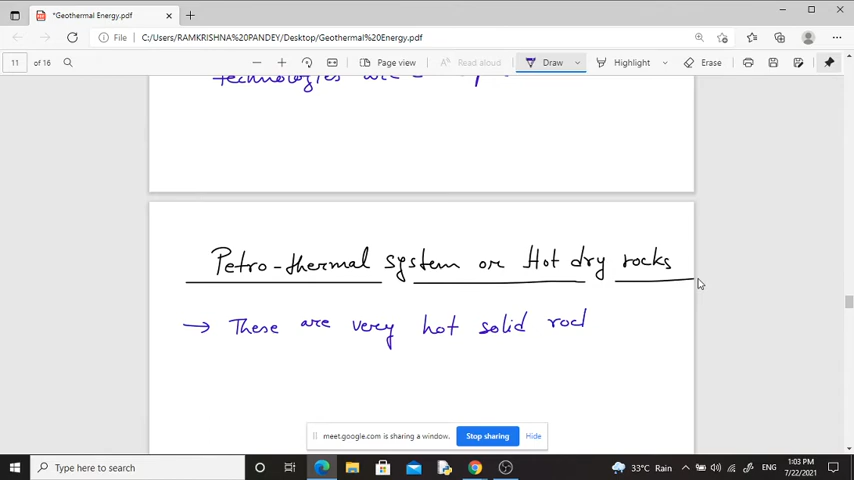 *Geothermal Energy.pdf
File
C:/Users/RAMKRISHNA%20PANDEY/Desktop/Geothermal%20Energy.pdf
11 of 16
Page view
Read aloud
Draw
Highlight
Erase
technologies
Petro-thermal system or Hot dry rocks
→ These are very hot solid rod
meet.google.com is sharing a window.
Stop sharing
Hide
Type here to search
33°C Rain
ENG
1:03 PM
7/22/2021